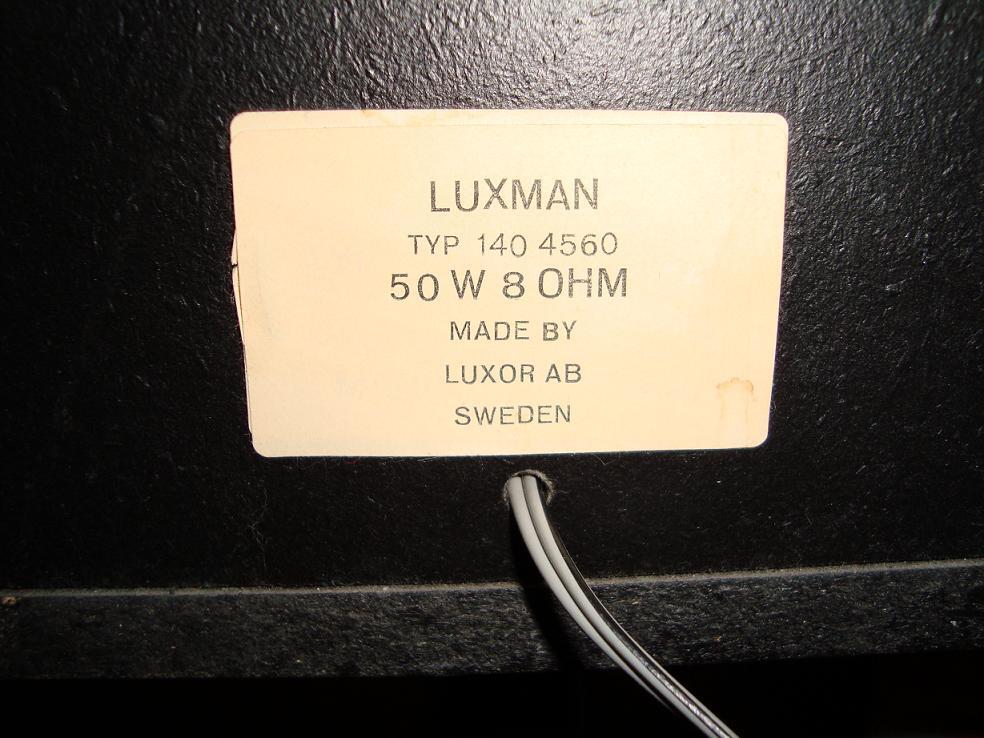 LUXMAN
TYP 140 4560
50 W 8 OHM
MADE BY
LUXOR AB
SWEDEN